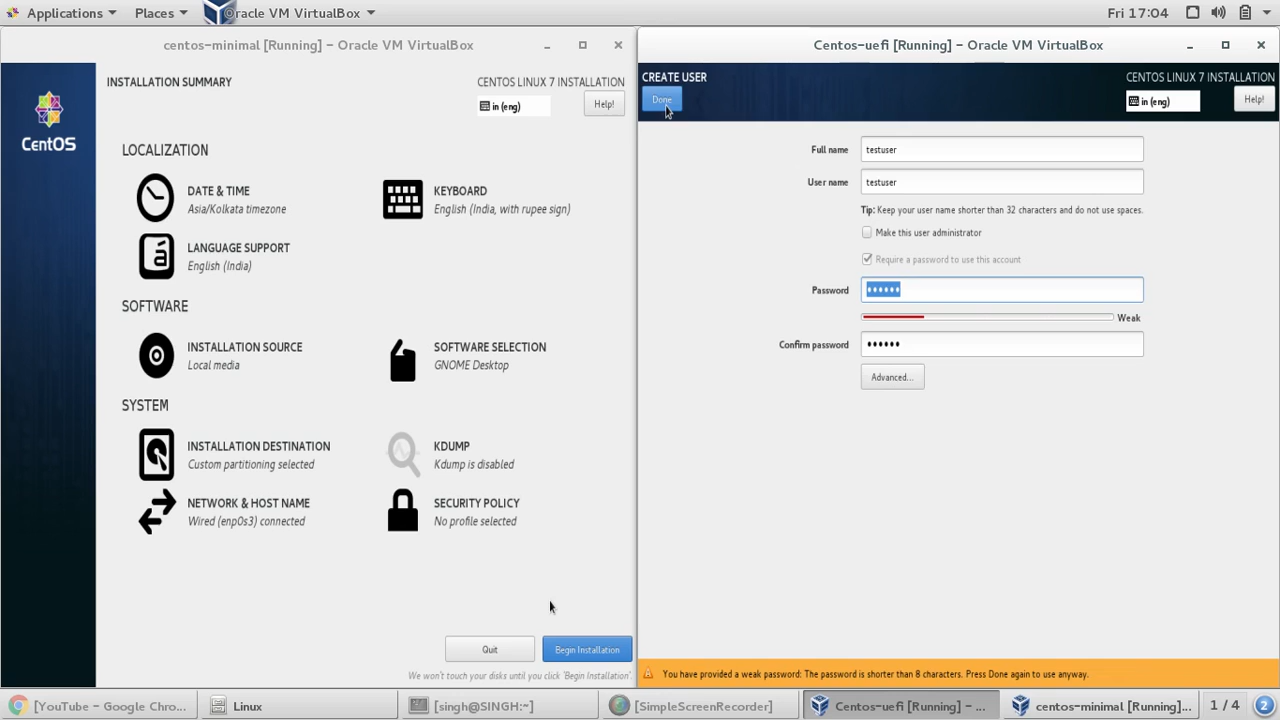 Applications
Places
Oracle VM VirtualBox
Fri 17:04
centos-minimal [Running] - Oracle VM VirtualBox
INSTALLATION SUMMARY
CENTOS LINUX 7 INSTALLATION
in (eng)
Help!
CentOS
LOCALIZATION
DATE & TIME
Asia/Kolkata timezone
KEYBOARD
English (India, with rupee sign)
LANGUAGE SUPPORT
English (India)
SOFTWARE
INSTALLATION SOURCE
Local media
SOFTWARE SELECTION
GNOME Desktop
SYSTEM
INSTALLATION DESTINATION
Custom partitioning selected
KDUMP
Kdump is disabled
NETWORK & HOST NAME
Wired (enp0s3) connected
SECURITY POLICY
No profile selected
Quit
Begin Installation
We won't touch your disks until you click 'Begin Installation'.
Centos-uefi [Running] - Oracle VM VirtualBox
CREATE USER
CENTOS LINUX 7 INSTALLATION
Done
in (eng)
Help!
Full name
testuser
User name
testuser
Tip: Keep your user name shorter than 32 characters and do not use spaces.
Make this user administrator
Require a password to use this account
Password
••••••
Weak
Confirm password
••••••
Advanced...
You have provided a weak password: The password is shorter than 8 characters. Press Done again to use anyway.
[YouTube - Google Chro...
Linux
[singh@SINGH:~]
[SimpleScreenRecorder]
Centos-uefi [Running] - ...
centos-minimal [Running]...
1 / 4
2